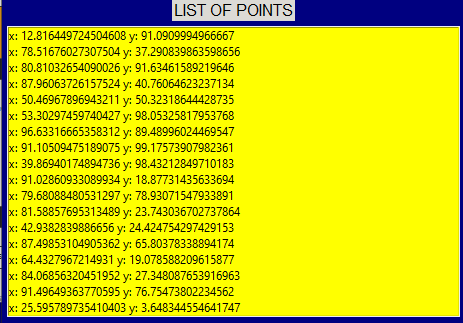 LIST OF POINTS
x: 12.816449724504608 y: 91.0909994966667
x: 78.51676027307504 y: 37.290839863598656
x: 80.81032654090026 y: 91.63461589219646
x: 87.96063726157524 y: 40.76064623237134
x: 50.46967896943211 y: 50.32318644428735
x: 53.30297459740427 y: 98.05325817953768
x: 96.63316665358312 y: 89.48996024469547
x: 91.10509475189075 y: 99.17573907982361
x: 39.86940174894736 y: 98.43212849710183
x: 91.02860933089934 y: 18.87731435633694
x: 79.68088480531297 y: 78.93071547933891
x: 81.58857695313489 y: 23.743036702737864
x: 42.9382839886656 y: 24.424754297429153
x: 87.49853104905362 y: 65.80378338894174
x: 64.4327967214931 y: 19.078588209615877
x: 84.06856320451952 y: 27.348087653916963
x: 91.49649363770595 y: 76.75473802234562
x: 25.595789735410403 y: 3.648344554641747